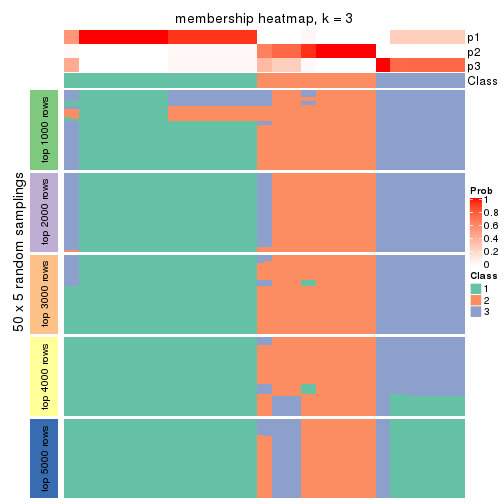 membership heatmap, k = 3
p1
p2
p3
Class
50 x 5 random samplings
top 1000 rows
top 2000 rows
top 3000 rows
top 4000 rows
top 5000 rows
Prob
1
0.8
0.6
0.4
0.2
0
Class
1
2
3